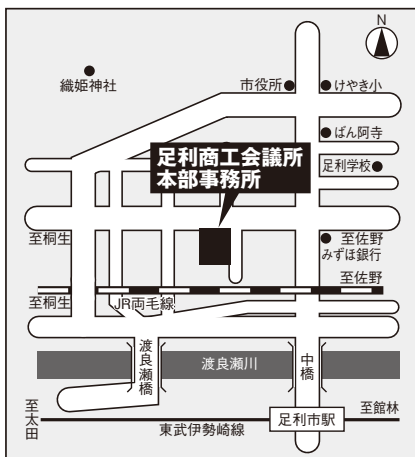 N
織姫神社
市役所
けやき小
ばん阿寺
足利学校
足利商工会議所
本部事務所
至桐生
至佐野
みずほ銀行
至佐野
至桐生
JR両毛線
渡良瀬橋
渡良瀬川
中橋
至太田
東武伊勢崎線
足利市駅
至館林